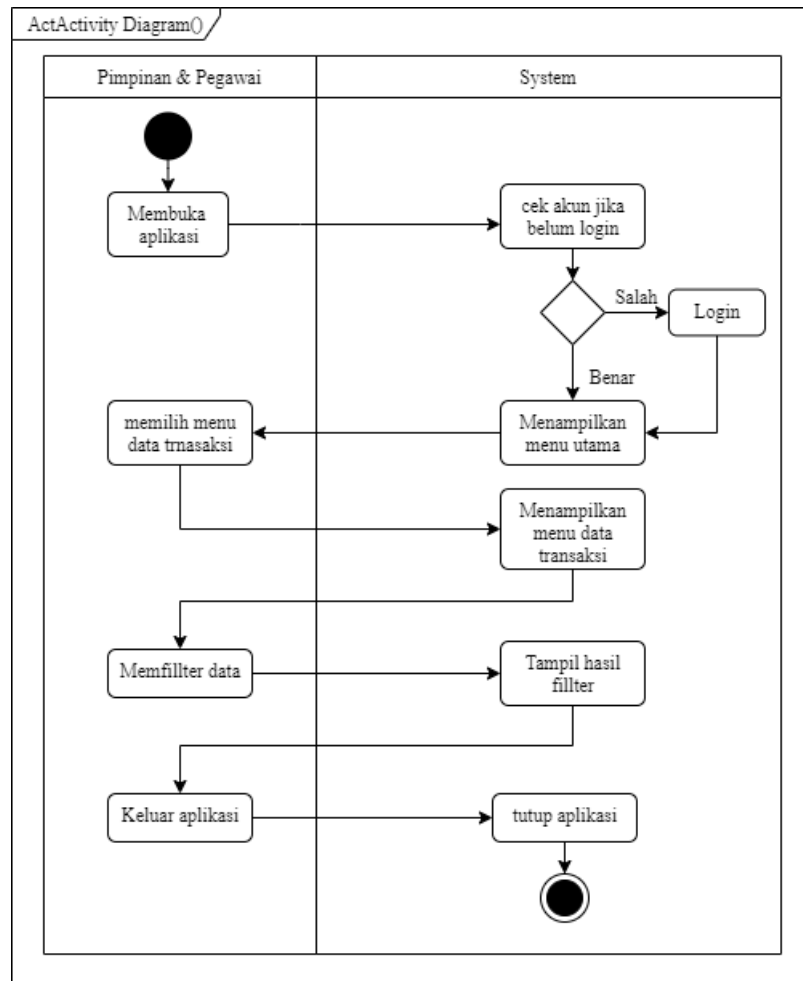 ActActivity Diagram()
Pimpinan & Pegawai
System
Membuka
aplikasi
cek akun jika
belum login
Salah
Login
Benar
memilih menu
data trnasaksi
Menampilkan
menu utama
Menampilkan
menu data
transaksi
Memfillter data
Tampil hasil
fillter
Keluar aplikasi
tutup aplikasi